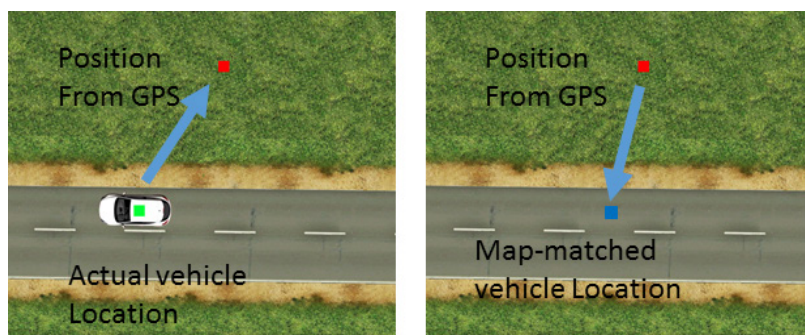 Position
From GPS
Actual vehicle
Location
Position
From GPS
Map-matched
vehicle Location